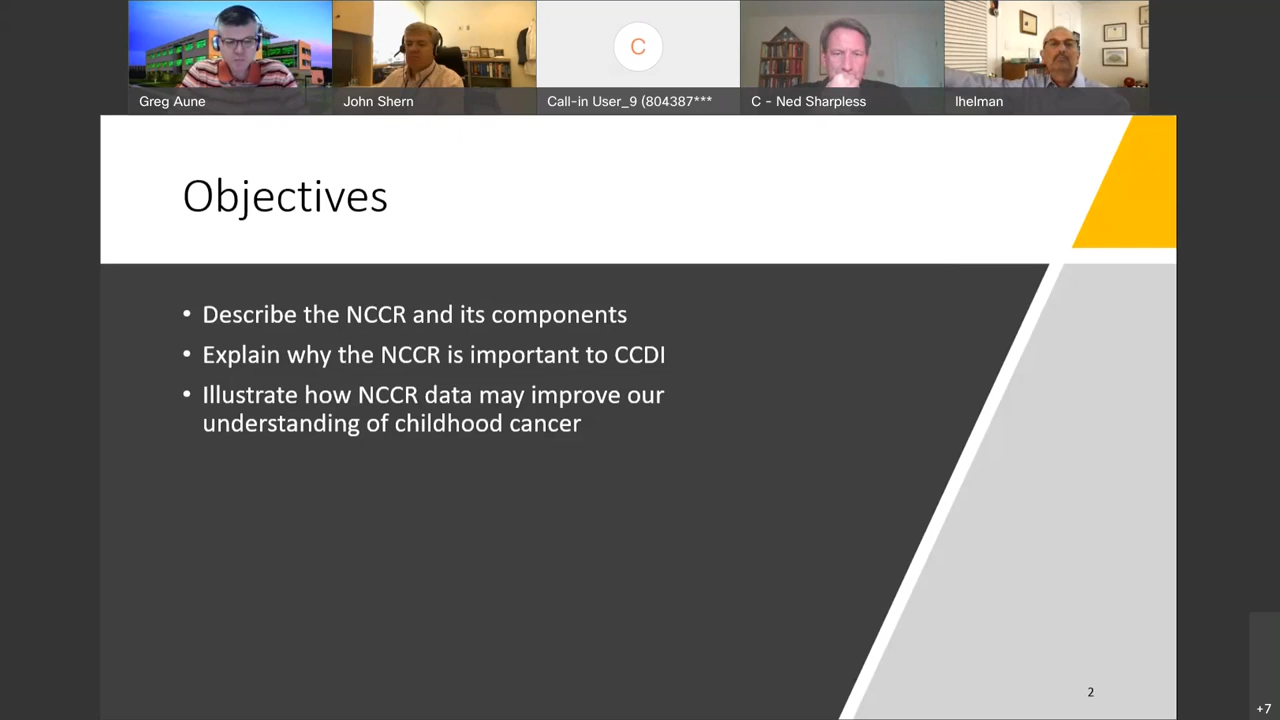 Greg Aune
John Shern
C
Call-in User_9 (804387***
C - Ned Sharpless
lhelman
Objectives
• Describe the NCCR and its components
• Explain why the NCCR is important to CCDI
• Illustrate how NCCR data may improve our
understanding of childhood cancer
2
+7